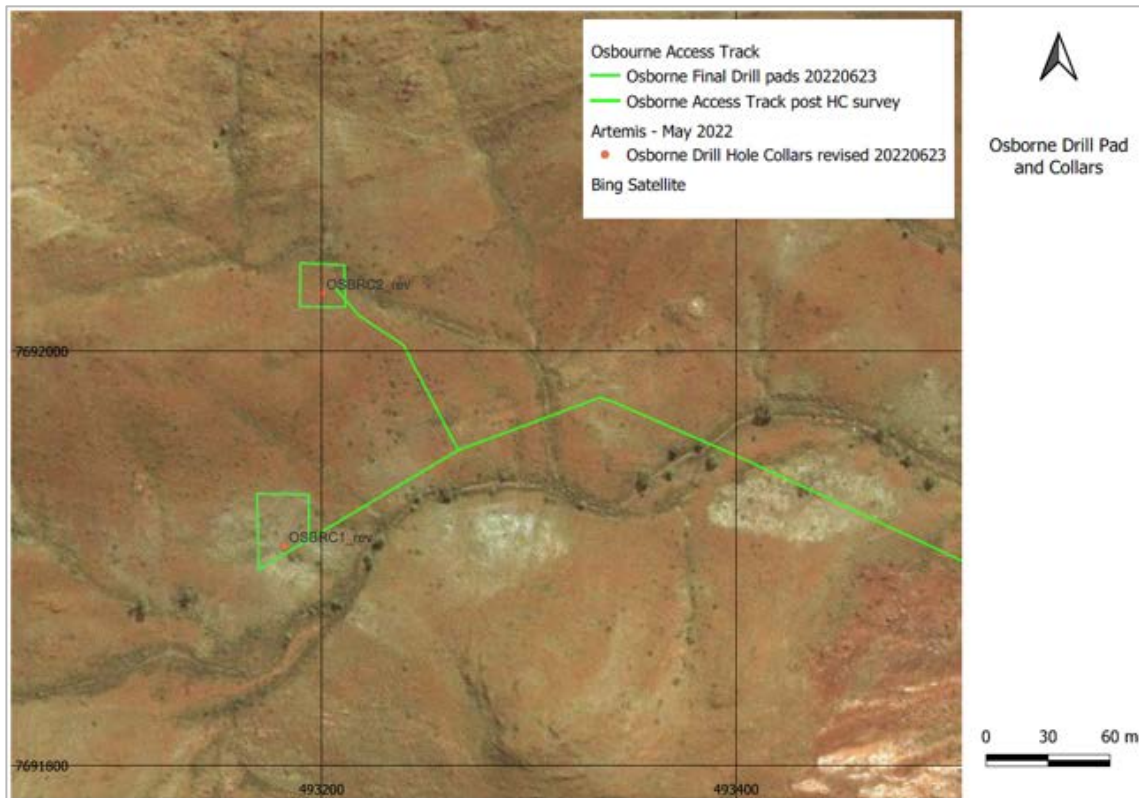 Osbourne Access Track
Osborne Final Drill pads 20220623
Osborne Access Track post HC survey
Artemis - May 2022
Osborne Drill Hole Collars revised 20220623
Bing Satellite
Osborne Drill Pad
and Collars
OSBRC2_rev
7692000
OSBRC1_rev
7691800
493200
493400
0 30 60 m